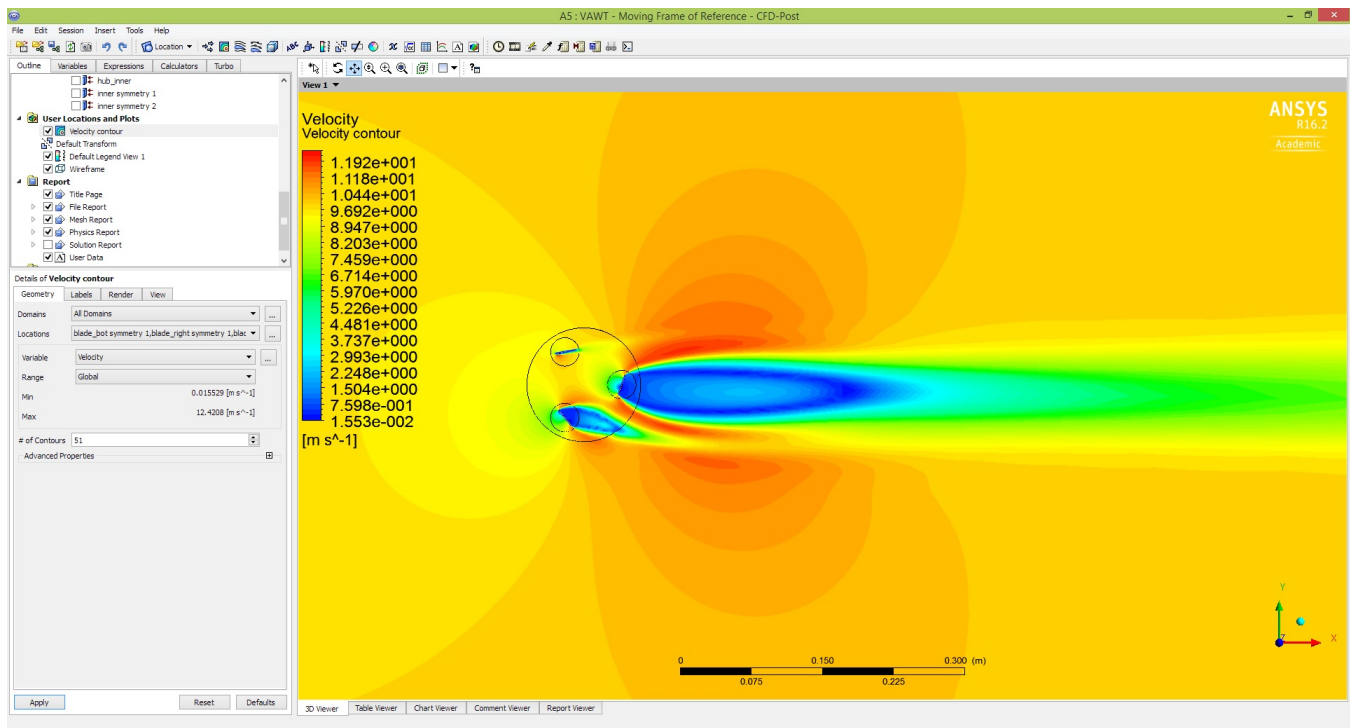 A5 : VAWT - Moving Frame of Reference - CFD-Post
File Edit Session Insert Tools Help
Location
Outline Variables Expressions Calculators Turbo
hub_inner
inner symmetry 1
inner symmetry 2
User Locations and Plots
Velocity contour
Default Transform
Default Legend View 1
Wireframe
Report
Title Page
File Report
Mesh Report
Physics Report
Solution Report
User Data
Details of Velocity contour
Geometry Labels Render View
Domains All Domains ...
Locations blade_bot symmetry 1,blade_right symmetry 1,blac ...
Variable Velocity ...
Range Global
Min 0.015529 [m s^-1]
Max 12.4208 [m s^-1]
# of Contours 51
Advanced Properties
Apply Reset Defaults
View 1
Velocity
Velocity contour
1.192e+001
1.118e+001
1.044e+001
9.692e+000
8.947e+000
8.203e+000
7.459e+000
6.714e+000
5.970e+000
5.226e+000
4.481e+000
3.737e+000
2.993e+000
2.248e+000
1.504e+000
7.598e-001
1.553e-002
[m s^-1]
ANSYS
R16.2
Academic
0 0.150 0.300 (m)
0.075 0.225
Y
Z X
3D Viewer Table Viewer Chart Viewer Comment Viewer Report Viewer